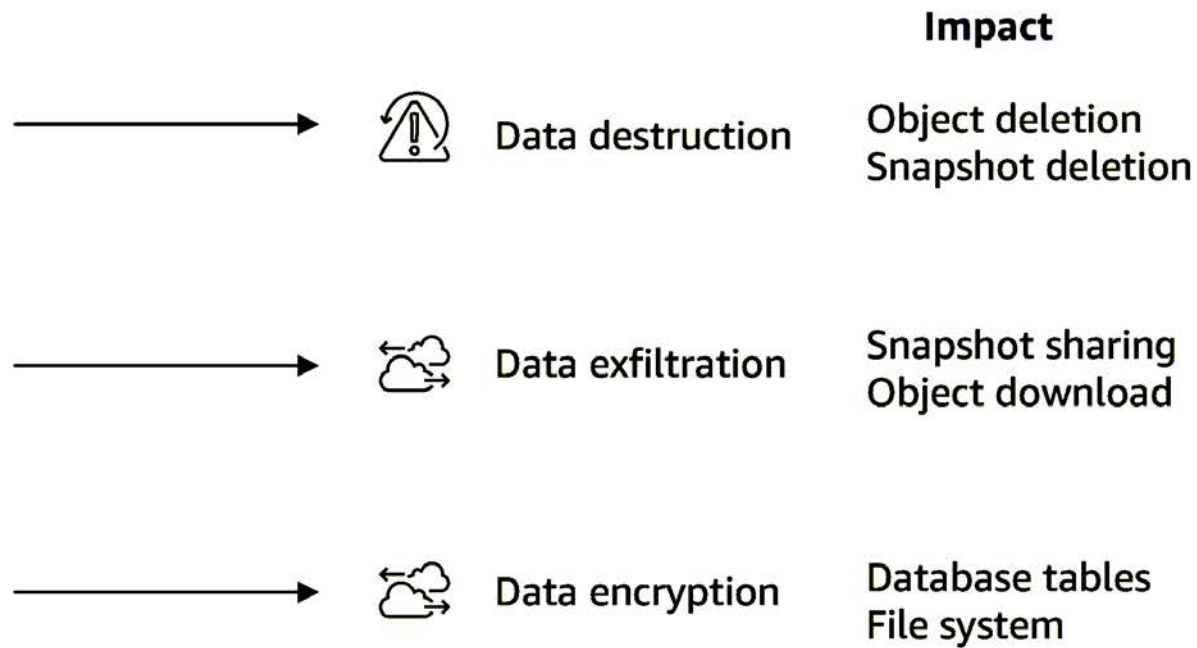 Impact
Data destruction
Object deletion
Snapshot deletion
Data exfiltration
Snapshot sharing
Object download
Data encryption
Database tables
File system